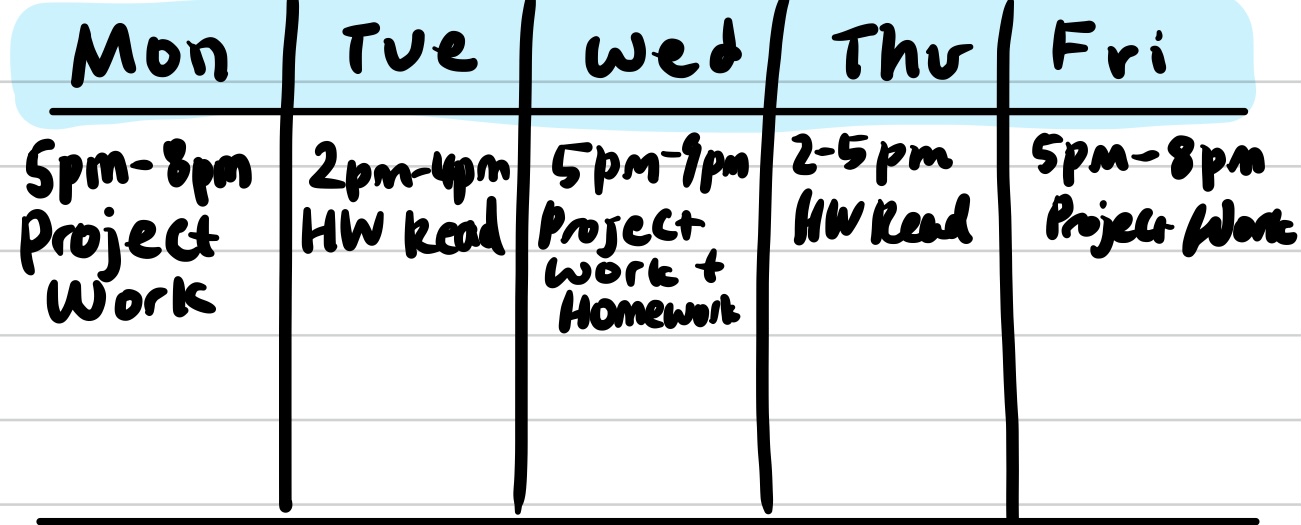 Mon Tue Wed Thu Fri
5pm-8pm
Project
Work
2pm-4pm
HW Read
5pm-9pm
Project
work +
Homework
2-5pm
HW Read
5pm-8pm
Project Work